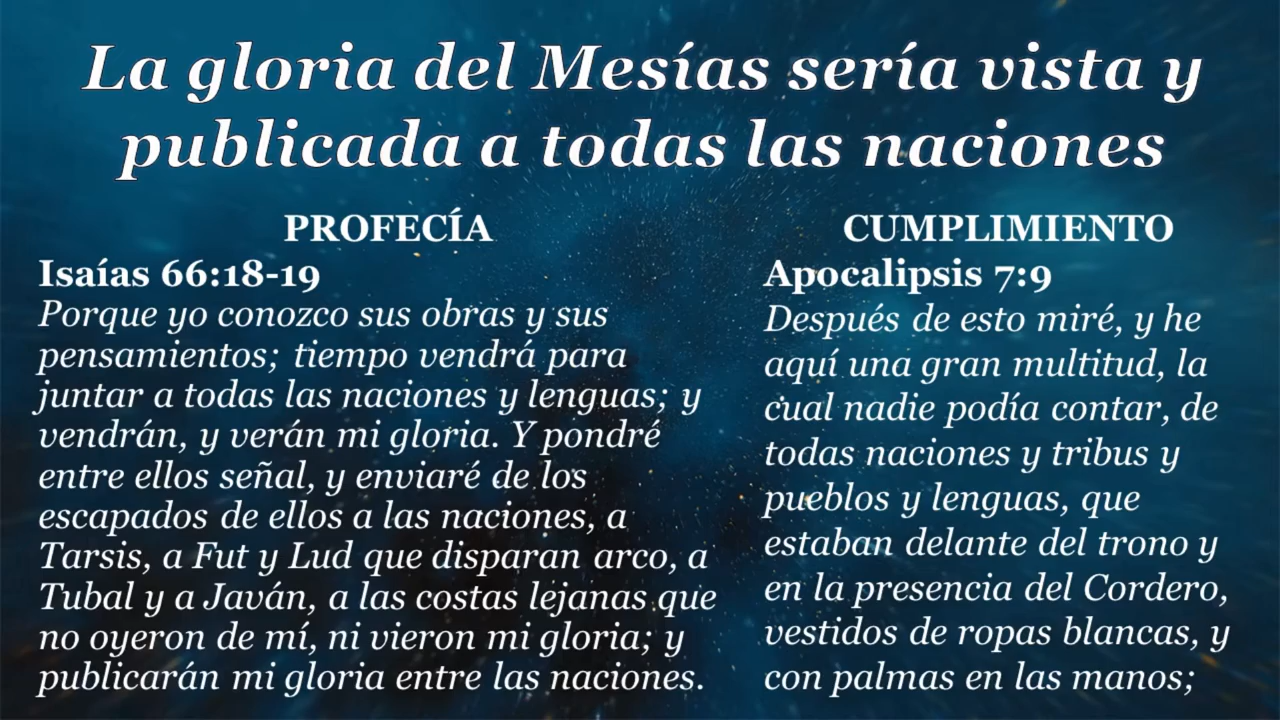 La gloria del Mesías sería vista y
publicada a todas las naciones
PROFECÍA
Isaías 66:18-19
Porque yo conozco sus obras y sus
pensamientos; tiempo vendrá para
juntar a todas las naciones y lenguas; y
vendrán, y verán mi gloria. Y pondré
entre ellos señal, y enviaré de los
escapados de ellos a las naciones, a
Tarsis, a Fut y Lud que disparan arco, a
Tubal y a Javán, a las costas lejanas que
no oyeron de mí, ni vieron mi gloria; y
publicarán mi gloria entre las naciones.
CUMPLIMIENTO
Apocalipsis 7:9
Después de esto miré, y he
aquí una gran multitud, la
cual nadie podía contar, de
todas naciones y tribus y
pueblos y lenguas, que
estaban delante del trono y
en la presencia del Cordero,
vestidos de ropas blancas, y
con palmas en las manos;